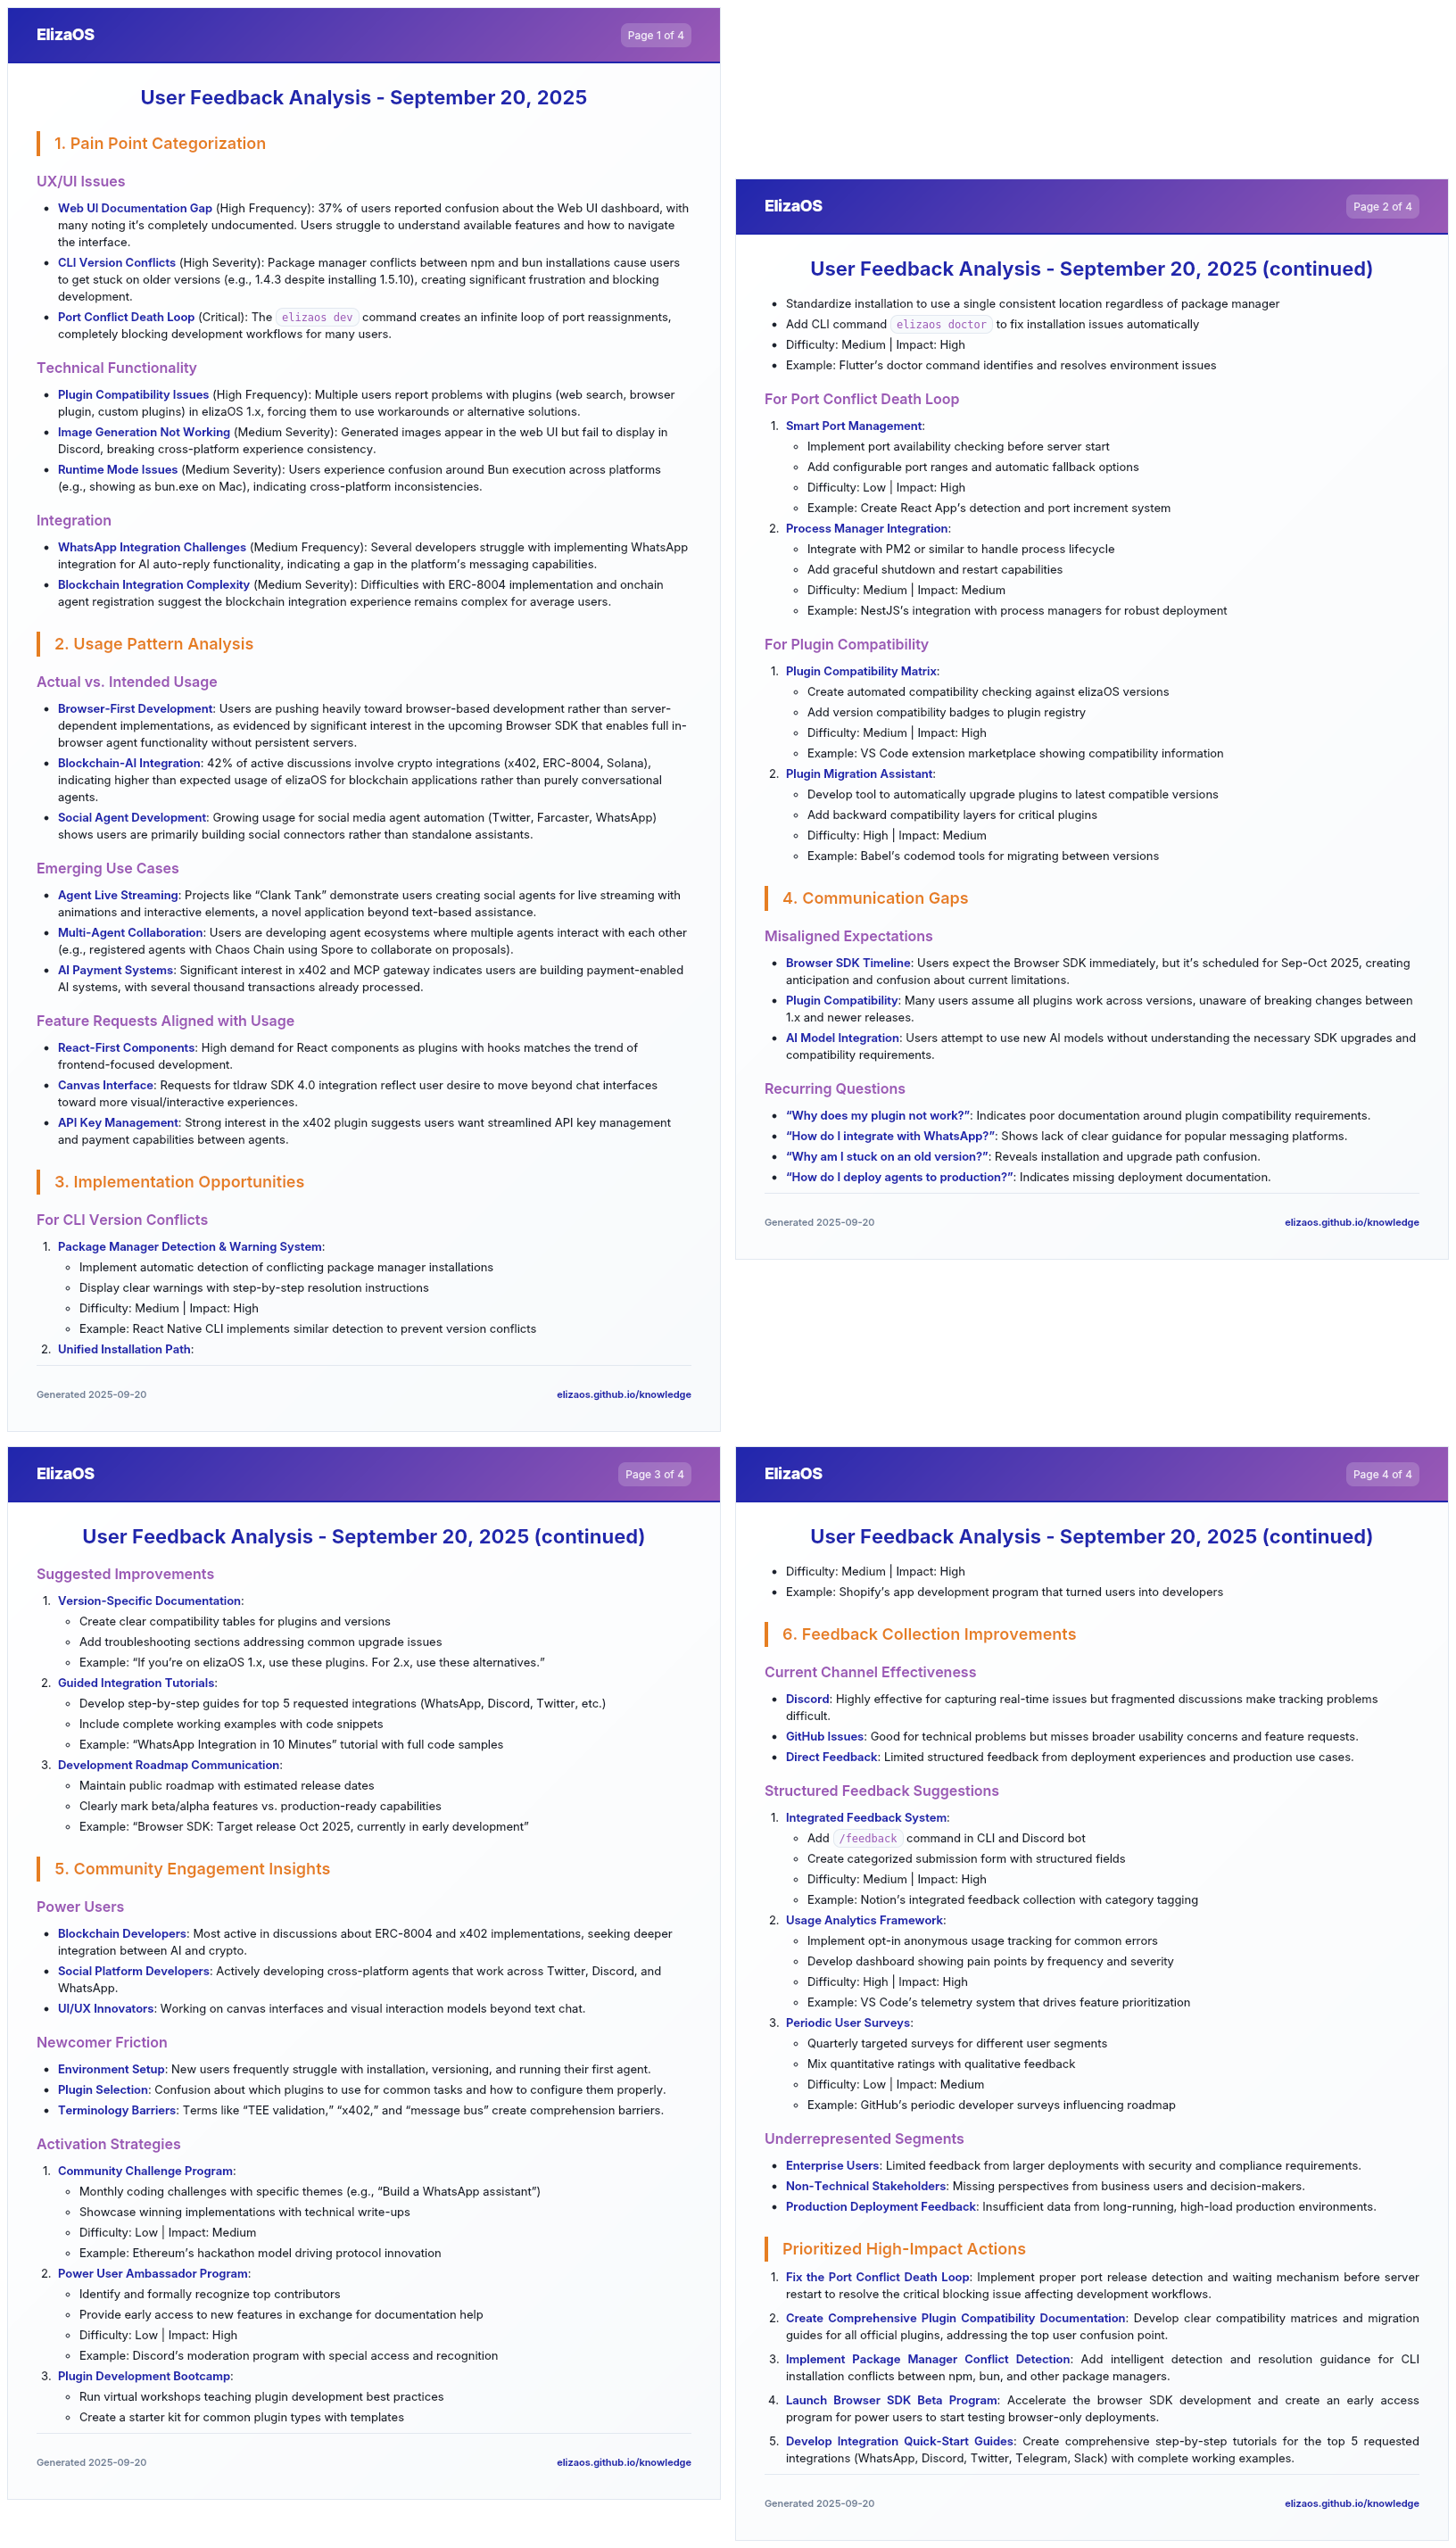 ElizaOS
Page 1 of 4
User Feedback Analysis - September 20, 2025
1. Pain Point Categorization
UX/UI Issues
• Web UI Documentation Gap (High Frequency): 37% of users reported confusion about the Web UI dashboard, with
many noting it’s completely undocumented. Users struggle to understand available features and how to navigate
the interface.
• CLI Version Conflicts (High Severity): Package manager conflicts between npm and bun installations cause users
to get stuck on older versions (e.g., 1.4.3 despite installing 1.5.10), creating significant frustration and blocking
development.
• Port Conflict Death Loop (Critical): The elizaos dev command creates an infinite loop of port reassignments,
completely blocking development workflows for many users.
Technical Functionality
• Plugin Compatibility Issues (High Frequency): Multiple users report problems with plugins (web search, browser
plugin, custom plugins) in elizaOS 1.x, forcing them to use workarounds or alternative solutions.
• Image Generation Not Working (Medium Severity): Generated images appear in the web UI but fail to display in
Discord, breaking cross-platform experience consistency.
• Runtime Mode Issues (Medium Severity): Users experience confusion around Bun execution across platforms
(e.g., showing as bun.exe on Mac), indicating cross-platform inconsistencies.
Integration
• WhatsApp Integration Challenges (Medium Frequency): Several developers struggle with implementing WhatsApp
integration for AI auto-reply functionality, indicating a gap in the platform’s messaging capabilities.
• Blockchain Integration Complexity (Medium Severity): Difficulties with ERC-8004 implementation and onchain
agent registration suggest the blockchain integration experience remains complex for average users.
2. Usage Pattern Analysis
Actual vs. Intended Usage
• Browser-First Development: Users are pushing heavily toward browser-based development rather than server-
dependent implementations, as evidenced by significant interest in the upcoming Browser SDK that enables full in-
browser agent functionality without persistent servers.
• Blockchain-AI Integration: 42% of active discussions involve crypto integrations (x402, ERC-8004, Solana),
indicating higher than expected usage of elizaOS for blockchain applications rather than purely conversational
agents.
• Social Agent Development: Growing usage for social media agent automation (Twitter, Farcaster, WhatsApp)
shows users are primarily building social connectors rather than standalone assistants.
Emerging Use Cases
• Agent Live Streaming: Projects like “Clank Tank” demonstrate users creating social agents for live streaming with
animations and interactive elements, a novel application beyond text-based assistance.
• Multi-Agent Collaboration: Users are developing agent ecosystems where multiple agents interact with each other
(e.g., registered agents with Chaos Chain using Spore to collaborate on proposals).
• AI Payment Systems: Significant interest in x402 and MCP gateway indicates users are building payment-enabled
AI systems, with several thousand transactions already processed.
Feature Requests Aligned with Usage
• React-First Components: High demand for React components as plugins with hooks matches the trend of
frontend-focused development.
• Canvas Interface: Requests for tldraw SDK 4.0 integration reflect user desire to move beyond chat interfaces
toward more visual/interactive experiences.
• API Key Management: Strong interest in the x402 plugin suggests users want streamlined API key management
and payment capabilities between agents.
3. Implementation Opportunities
For CLI Version Conflicts
1. Package Manager Detection & Warning System:
◦ Implement automatic detection of conflicting package manager installations
◦ Display clear warnings with step-by-step resolution instructions
◦ Difficulty: Medium | Impact: High
◦ Example: React Native CLI implements similar detection to prevent version conflicts
2. Unified Installation Path:
Generated 2025-09-20
elizaos.github.io/knowledge
ElizaOS
Page 2 of 4
User Feedback Analysis - September 20, 2025 (continued)
• Standardize installation to use a single consistent location regardless of package manager
• Add CLI command elizaos doctor to fix installation issues automatically
• Difficulty: Medium | Impact: High
• Example: Flutter’s doctor command identifies and resolves environment issues
For Port Conflict Death Loop
1. Smart Port Management:
◦ Implement port availability checking before server start
◦ Add configurable port ranges and automatic fallback options
◦ Difficulty: Low | Impact: High
◦ Example: Create React App’s detection and port increment system
2. Process Manager Integration:
◦ Integrate with PM2 or similar to handle process lifecycle
◦ Add graceful shutdown and restart capabilities
◦ Difficulty: Medium | Impact: Medium
◦ Example: NestJS’s integration with process managers for robust deployment
For Plugin Compatibility
1. Plugin Compatibility Matrix:
◦ Create automated compatibility checking against elizaOS versions
◦ Add version compatibility badges to plugin registry
◦ Difficulty: Medium | Impact: High
◦ Example: VS Code extension marketplace showing compatibility information
2. Plugin Migration Assistant:
◦ Develop tool to automatically upgrade plugins to latest compatible versions
◦ Add backward compatibility layers for critical plugins
◦ Difficulty: High | Impact: Medium
◦ Example: Babel’s codemod tools for migrating between versions
4. Communication Gaps
Misaligned Expectations
• Browser SDK Timeline: Users expect the Browser SDK immediately, but it’s scheduled for Sep-Oct 2025, creating
anticipation and confusion about current limitations.
• Plugin Compatibility: Many users assume all plugins work across versions, unaware of breaking changes between
1.x and newer releases.
• AI Model Integration: Users attempt to use new AI models without understanding the necessary SDK upgrades and
compatibility requirements.
Recurring Questions
• “Why does my plugin not work?”: Indicates poor documentation around plugin compatibility requirements.
• “How do I integrate with WhatsApp?”: Shows lack of clear guidance for popular messaging platforms.
• “Why am I stuck on an old version?”: Reveals installation and upgrade path confusion.
• “How do I deploy agents to production?”: Indicates missing deployment documentation.
Generated 2025-09-20
elizaos.github.io/knowledge
ElizaOS
Page 3 of 4
User Feedback Analysis - September 20, 2025 (continued)
Suggested Improvements
1. Version-Specific Documentation:
◦ Create clear compatibility tables for plugins and versions
◦ Add troubleshooting sections addressing common upgrade issues
◦ Example: “If you’re on elizaOS 1.x, use these plugins. For 2.x, use these alternatives.”
2. Guided Integration Tutorials:
◦ Develop step-by-step guides for top 5 requested integrations (WhatsApp, Discord, Twitter, etc.)
◦ Include complete working examples with code snippets
◦ Example: “WhatsApp Integration in 10 Minutes” tutorial with full code samples
3. Development Roadmap Communication:
◦ Maintain public roadmap with estimated release dates
◦ Clearly mark beta/alpha features vs. production-ready capabilities
◦ Example: “Browser SDK: Target release Oct 2025, currently in early development”
5. Community Engagement Insights
Power Users
• Blockchain Developers: Most active in discussions about ERC-8004 and x402 implementations, seeking deeper
integration between AI and crypto.
• Social Platform Developers: Actively developing cross-platform agents that work across Twitter, Discord, and
WhatsApp.
• UI/UX Innovators: Working on canvas interfaces and visual interaction models beyond text chat.
Newcomer Friction
• Environment Setup: New users frequently struggle with installation, versioning, and running their first agent.
• Plugin Selection: Confusion about which plugins to use for common tasks and how to configure them properly.
• Terminology Barriers: Terms like “TEE validation,” “x402,” and “message bus” create comprehension barriers.
Activation Strategies
1. Community Challenge Program:
◦ Monthly coding challenges with specific themes (e.g., “Build a WhatsApp assistant”)
◦ Showcase winning implementations with technical write-ups
◦ Difficulty: Low | Impact: Medium
◦ Example: Ethereum’s hackathon model driving protocol innovation
2. Power User Ambassador Program:
◦ Identify and formally recognize top contributors
◦ Provide early access to new features in exchange for documentation help
◦ Difficulty: Low | Impact: High
◦ Example: Discord’s moderation program with special access and recognition
3. Plugin Development Bootcamp:
◦ Run virtual workshops teaching plugin development best practices
◦ Create a starter kit for common plugin types with templates
Generated 2025-09-20
elizaos.github.io/knowledge
ElizaOS
Page 4 of 4
User Feedback Analysis - September 20, 2025 (continued)
• Difficulty: Medium | Impact: High
• Example: Shopify’s app development program that turned users into developers
6. Feedback Collection Improvements
Current Channel Effectiveness
• Discord: Highly effective for capturing real-time issues but fragmented discussions make tracking problems
difficult.
• GitHub Issues: Good for technical problems but misses broader usability concerns and feature requests.
• Direct Feedback: Limited structured feedback from deployment experiences and production use cases.
Structured Feedback Suggestions
1. Integrated Feedback System:
◦ Add /feedback command in CLI and Discord bot
◦ Create categorized submission form with structured fields
◦ Difficulty: Medium | Impact: High
◦ Example: Notion’s integrated feedback collection with category tagging
2. Usage Analytics Framework:
◦ Implement opt-in anonymous usage tracking for common errors
◦ Develop dashboard showing pain points by frequency and severity
◦ Difficulty: High | Impact: High
◦ Example: VS Code’s telemetry system that drives feature prioritization
3. Periodic User Surveys:
◦ Quarterly targeted surveys for different user segments
◦ Mix quantitative ratings with qualitative feedback
◦ Difficulty: Low | Impact: Medium
◦ Example: GitHub’s periodic developer surveys influencing roadmap
Underrepresented Segments
• Enterprise Users: Limited feedback from larger deployments with security and compliance requirements.
• Non-Technical Stakeholders: Missing perspectives from business users and decision-makers.
• Production Deployment Feedback: Insufficient data from long-running, high-load production environments.
Prioritized High-Impact Actions
1. Fix the Port Conflict Death Loop: Implement proper port release detection and waiting mechanism before server
restart to resolve the critical blocking issue affecting development workflows.
2. Create Comprehensive Plugin Compatibility Documentation: Develop clear compatibility matrices and migration
guides for all official plugins, addressing the top user confusion point.
3. Implement Package Manager Conflict Detection: Add intelligent detection and resolution guidance for CLI
installation conflicts between npm, bun, and other package managers.
4. Launch Browser SDK Beta Program: Accelerate the browser SDK development and create an early access
program for power users to start testing browser-only deployments.
5. Develop Integration Quick-Start Guides: Create comprehensive step-by-step tutorials for the top 5 requested
integrations (WhatsApp, Discord, Twitter, Telegram, Slack) with complete working examples.
Generated 2025-09-20
elizaos.github.io/knowledge